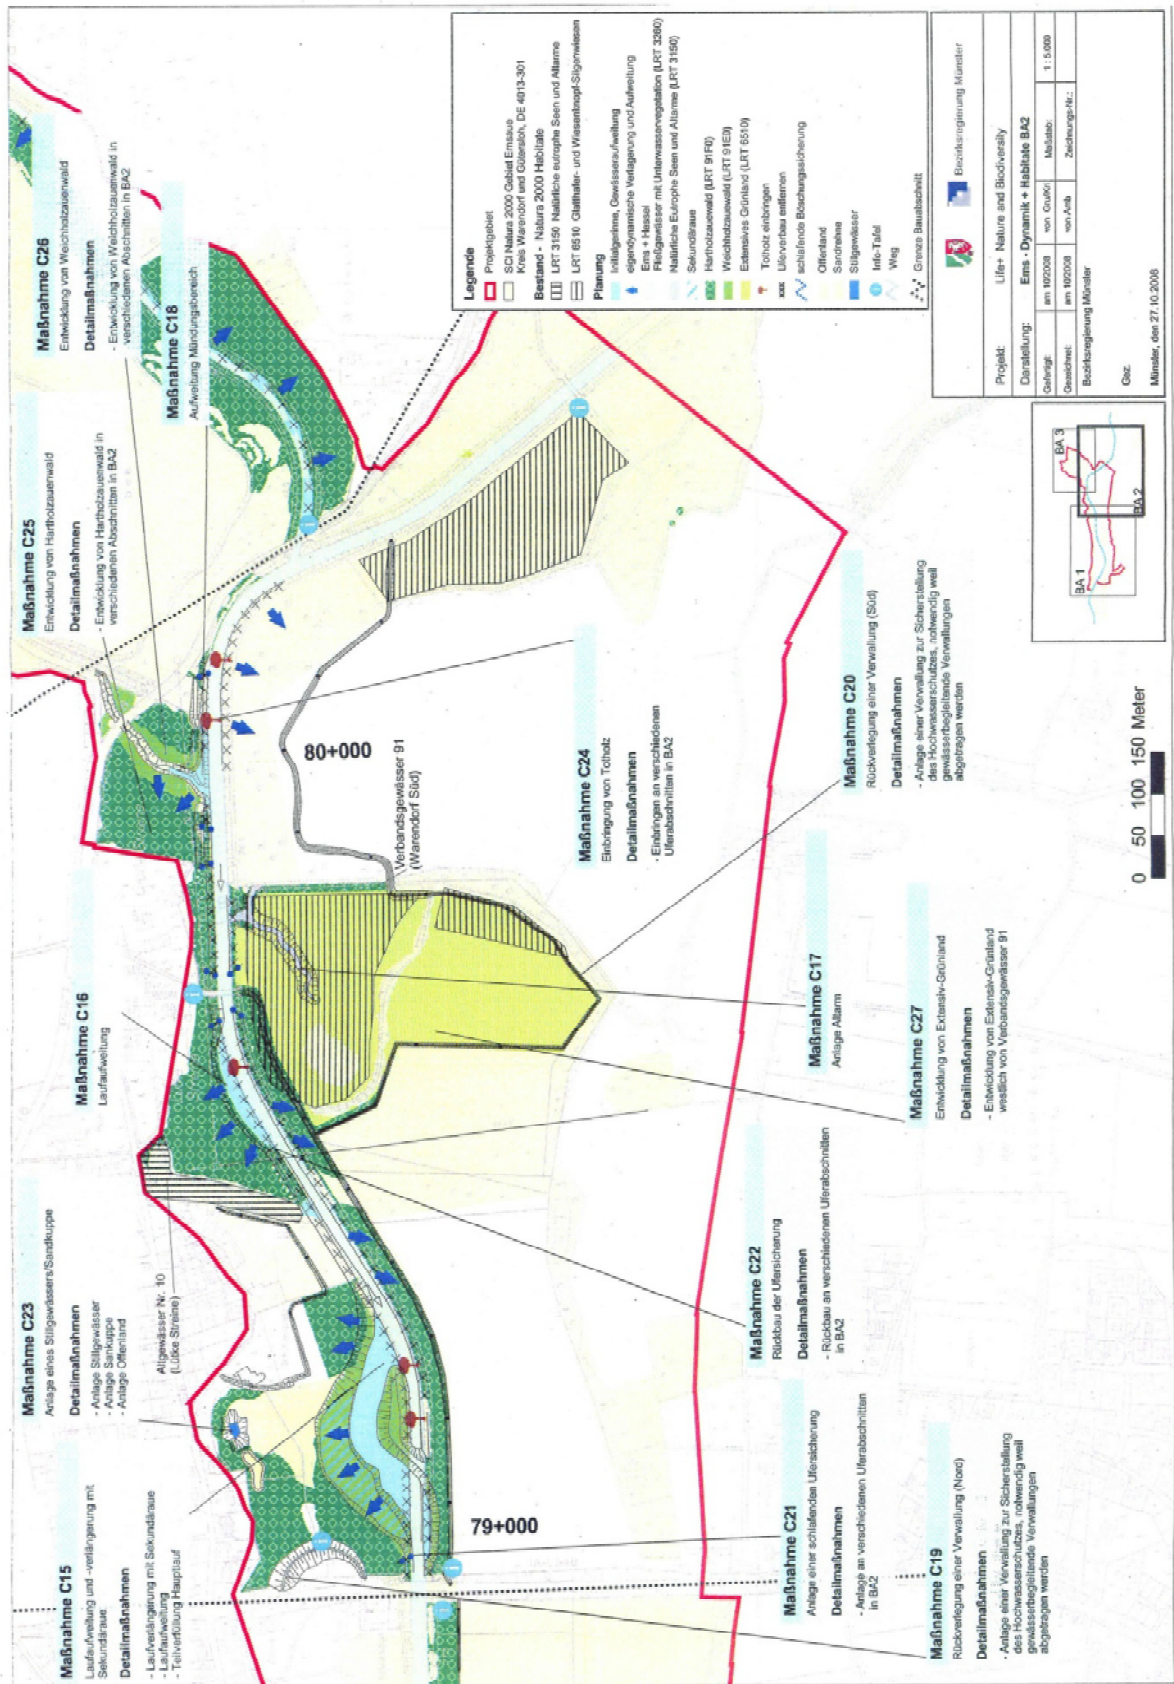 Maßnahme C15
Laufaufweitung und -verlängerung mit
Sekundäraue
Detailmaßnahmen
- Laufverlängerung mit Sekundäraue
- Laufaufweitung
- Teilverfüllung Hauptlauf
Maßnahme C23
Anlage eines Stillgewässers/Sandkuppe
Detailmaßnahmen
- Anlage Stillgewässer
- Anlage Sankuppe
- Anlage Offenland
Altgewässer Nr. 10
(Lütke Streine)
Maßnahme C16
Laufaufweitung
Maßnahme C25
Entwicklung von Hartholzauenwald
Detailmaßnahmen
- Entwicklung von Hartholzauenwald in
verschiedenen Abschnitten in BA2
Maßnahme C26
Entwicklung von Weichholzauenwald
Detailmaßnahmen
- Entwicklung von Weichholzauenwald in
verschiedenen Abschnitten in BA2
Maßnahme C18
Aufweitung Mündungsbereich
80+000
Verbandsgewässer 91
(Warendorf Süd)
79+000
Maßnahme C24
Einbringung von Totholz
Detailmaßnahmen
- Einbringen an verschiedenen
Uferabschnitten in BA2
Maßnahme C21
Anlage einer schlafenden Ufersicherung
Detailmaßnahmen
- Anlage an verschiedenen Uferabschnitten
in BA2
Maßnahme C22
Rückbau der Ufersicherung
Detailmaßnahmen
- Rückbau an verschiedenen Uferabschnitten
in BA2
Maßnahme C17
Anlage Altarm
Maßnahme C20
Rückverlegung einer Verwallung (Süd)
Detailmaßnahmen
- Anlage einer Verwallung zur Sicherstellung
des Hochwasserschutzes, notwendig weil
gewässerbegleitende Verwallungen
abgetragen werden
Maßnahme C19
Rückverlegung einer Verwallung (Nord)
Detailmaßnahmen
- Anlage einer Verwallung zur Sicherstellung
des Hochwasserschutzes, notwendig weil
gewässerbegleitende Verwallungen
abgetragen werden
Maßnahme C27
Entwicklung von Extensiv-Grünland
Detailmaßnahmen
- Entwicklung von Extensiv-Grünland
westlich von Verbandsgewässer 91
0 50 100 150 Meter
Legende
Projektgebiet
SCI Natura 2000 Gebiet Emsaue
Kreis Warendorf und Gütersloh, DE 4013-301
Bestand - Natura 2000 Habitate
LRT 3150 Natürliche eutrophe Seen und Altarme
LRT 6510 Glatthafer- und Wiesenknopf-Silgenwiesen
Planung
Initialgerinne, Gewässeraufweitung
eigendynamische Verlagerung und Aufweitung
Ems + Hessel
Fließgewässer mit Unterwasservegetation (LRT 3260)
Natürliche Eutrophe Seen und Altarme (LRT 3150)
Sekundäraue
Hartholzauewald (LRT 91F0)
Weichholzauewald (LRT 91E0)
Extensives Grünland (LRT 6510)
Totholz einbringen
Uferverbau entfernen
schlafende Böschungssicherung
Offenland
Sandrehne
Stillgewässer
Info-Tafel
Weg
Grenze Bauabschnitt
Bezirksregierung Münster
Projekt: Life+ Nature and Biodiversity
Darstellung: Ems - Dynamik + Habitate BA2
Gefertigt: am 10/2008 Maßstab: 1 : 5.000
Gezeichnet: am 10/2008 Zeichnungs-Nr.:
Bezirksregierung Münster
Gez.
Münster, den 27.10.2008
BA 1
BA 2
BA 3